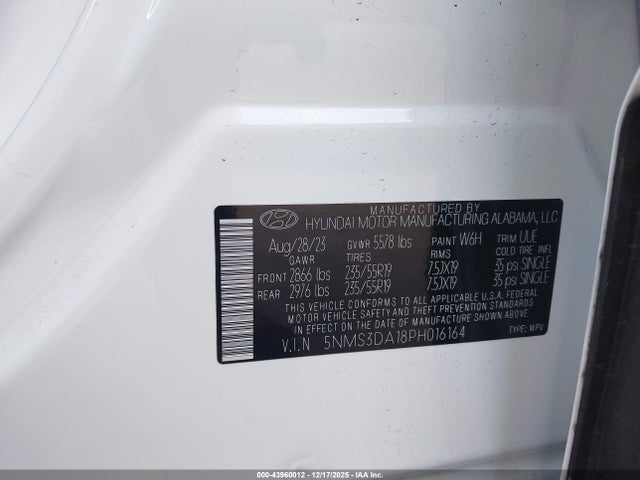 MANUFACTURED BY
HYUNDAI MOTOR MANUFACTURING ALABAMA, LLC
Aug/28/23 GVWR 5578 lbs PAINT W6H TRIM UUE
GAWR TIRES RIMS COLD TIRE INFL
FRONT 2866 lbs 235/55R19 7.5JX19 35 psi SINGLE
REAR 2976 lbs 235/55R19 7.5JX19 35 psi SINGLE
THIS VEHICLE CONFORMS TO ALL APPLICABLE U.S.A. FEDERAL
MOTOR VEHICLE SAFETY AND THEFT PREVENTION STANDARDS
IN EFFECT ON THE DATE OF MANUFACTURE SHOWN ABOVE.
V.I.N 5NMS3DA18PH016164 TYPE: MPV
000-43960012 - 12/17/2025 - IAAI.COM